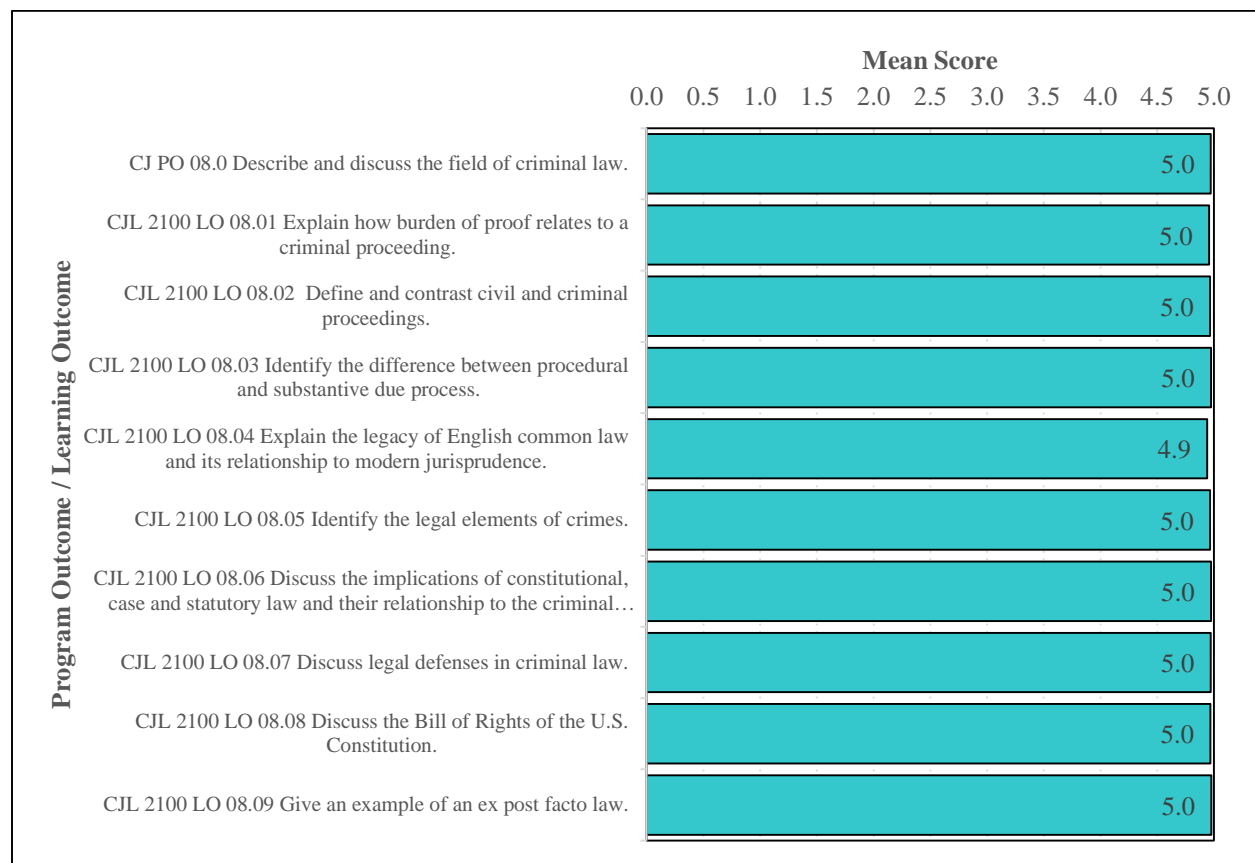 Mean Score
0.0 0.5 1.0 1.5 2.0 2.5 3.0 3.5 4.0 4.5 5.0
Program Outcome / Learning Outcome
CJ PO 08.0 Describe and discuss the field of criminal law.
5.0
CJL 2100 LO 08.01 Explain how burden of proof relates to a
criminal proceeding.
5.0
CJL 2100 LO 08.02  Define and contrast civil and criminal
proceedings.
5.0
CJL 2100 LO 08.03 Identify the difference between procedural
and substantive due process.
5.0
CJL 2100 LO 08.04 Explain the legacy of English common law
and its relationship to modern jurisprudence.
4.9
CJL 2100 LO 08.05 Identify the legal elements of crimes.
5.0
CJL 2100 LO 08.06 Discuss the implications of constitutional,
case and statutory law and their relationship to the criminal…
5.0
CJL 2100 LO 08.07 Discuss legal defenses in criminal law.
5.0
CJL 2100 LO 08.08 Discuss the Bill of Rights of the U.S.
Constitution.
5.0
CJL 2100 LO 08.09 Give an example of an ex post facto law.
5.0